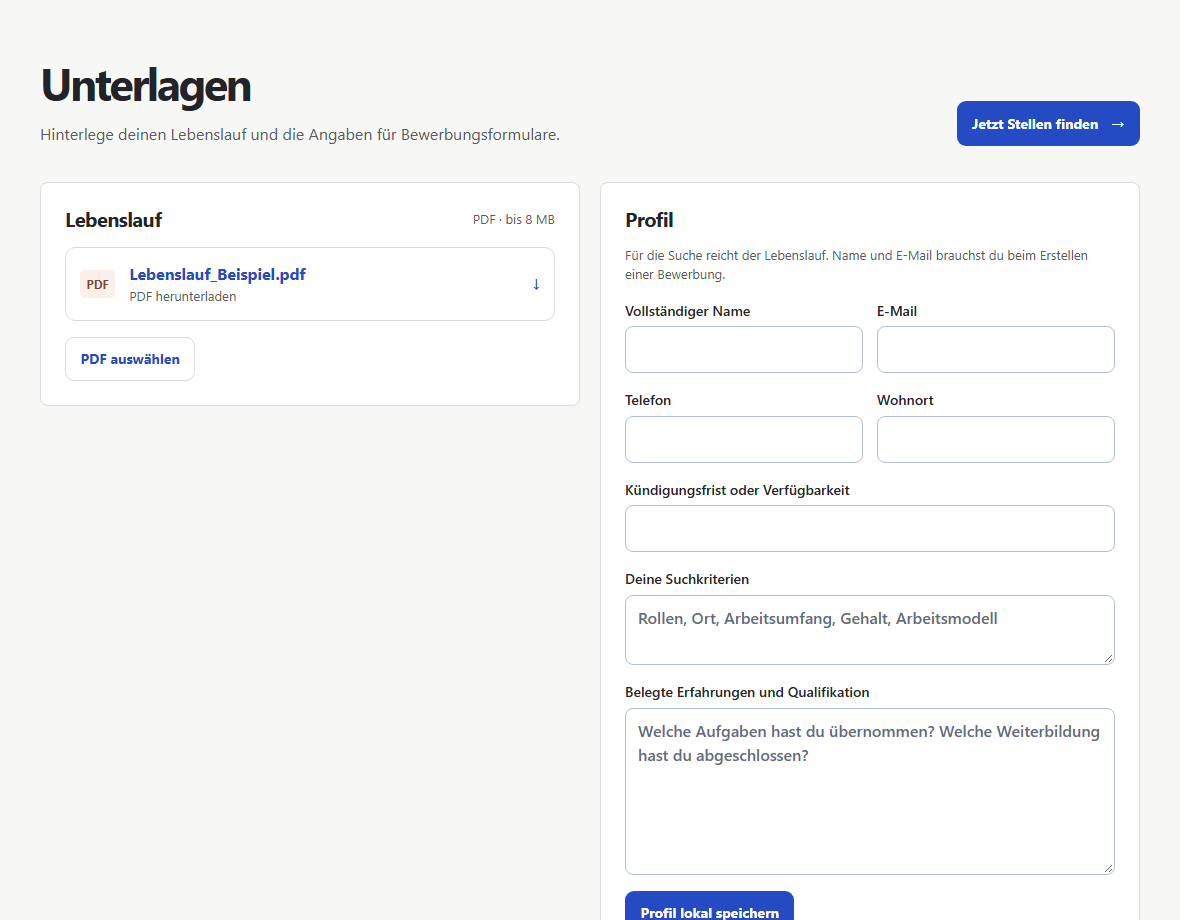 Unterlagen
Hinterlege deinen Lebenslauf und die Angaben für Bewerbungsformulare.
Jetzt Stellen finden →
Lebenslauf
PDF · bis 8 MB
PDF
Lebenslauf_Beispiel.pdf
PDF herunterladen
↓
PDF auswählen
Profil
Für die Suche reicht der Lebenslauf. Name und E-Mail brauchst du beim Erstellen
einer Bewerbung.
Vollständiger Name
E-Mail
Telefon
Wohnort
Kündigungsfrist oder Verfügbarkeit
Deine Suchkriterien
Rollen, Ort, Arbeitsumfang, Gehalt, Arbeitsmodell
Belegte Erfahrungen und Qualifikation
Welche Aufgaben hast du übernommen? Welche Weiterbildung
hast du abgeschlossen?
Profil lokal speichern